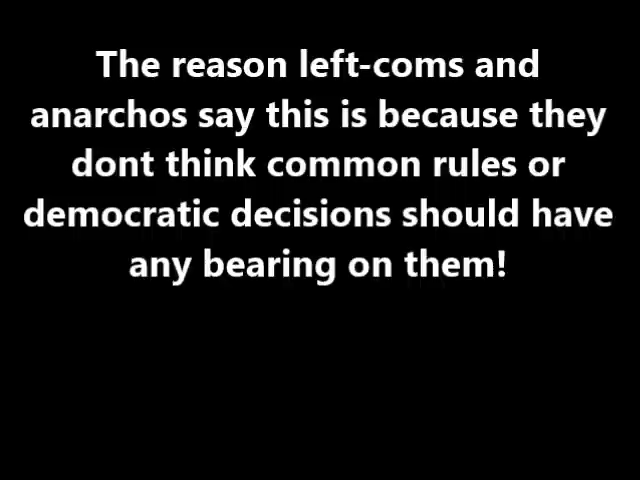 The reason left-coms and
anarchos say this is because they
dont think common rules or
democratic decisions should have
any bearing on them!